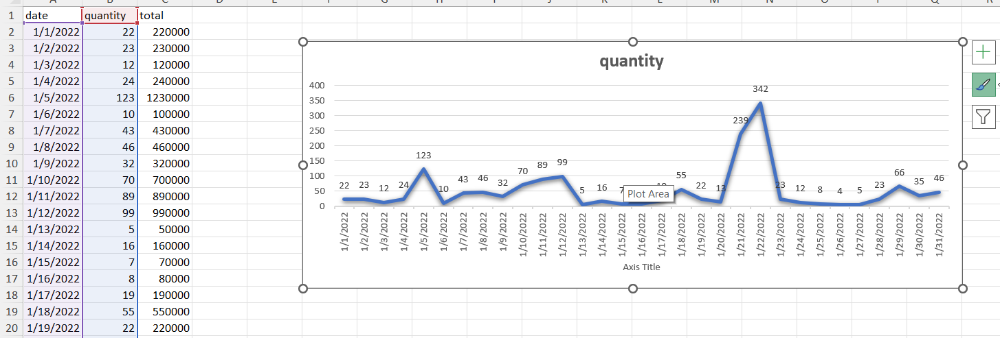 1 date quantity total
2 1/1/2022 22 220000
3 1/2/2022 23 230000
4 1/3/2022 12 120000
5 1/4/2022 24 240000
6 1/5/2022 123 1230000
7 1/6/2022 10 100000
8 1/7/2022 43 430000
9 1/8/2022 46 460000
10 1/9/2022 32 320000
11 1/10/2022 70 700000
12 1/11/2022 89 890000
13 1/12/2022 99 990000
14 1/13/2022 5 50000
15 1/14/2022 16 160000
16 1/15/2022 7 70000
17 1/16/2022 8 80000
18 1/17/2022 19 190000
19 1/18/2022 55 550000
20 1/19/2022 22 220000
quantity
400
350
300
250
200
150
100
50
0
22 23 12 24 123 10 43 46 32 70 89 99 5 16 7 55 22 13 239 342 23 12 8 4 5 23 66 35 46
Plot Area
1/1/2022 1/2/2022 1/3/2022 1/4/2022 1/5/2022 1/6/2022 1/7/2022 1/8/2022 1/9/2022 1/10/2022 1/11/2022 1/12/2022 1/13/2022 1/14/2022 1/15/2022 1/16/2022 1/17/2022 1/18/2022 1/19/2022 1/20/2022 1/21/2022 1/22/2022 1/23/2022 1/24/2022 1/25/2022 1/26/2022 1/27/2022 1/28/2022 1/29/2022 1/30/2022 1/31/2022
Axis Title